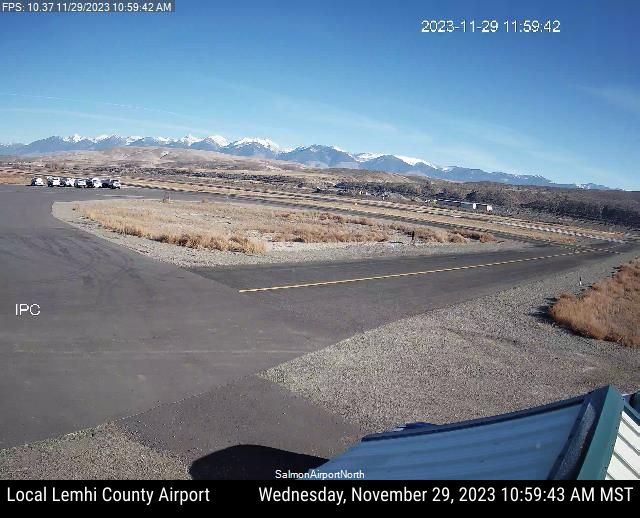 FPS: 10.37 11/29/2023 10:59:42 AM
2023-11-29 11:59:42
IPC
SalmonAirportNorth
Local Lemhi County Airport Wednesday, November 29, 2023 10:59:43 AM MST